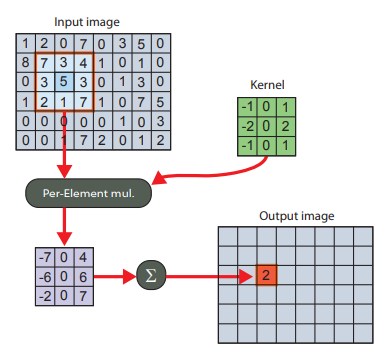 Input image
1 2 0 7 0 3 5 0
8 7 3 4 1 0 1 0
0 3 5 3 0 1 3 0
1 2 1 7 1 0 7 5
0 0 0 0 0 1 0 3
0 0 1 7 2 0 1 2
Kernel
-1 0 1
-2 0 2
-1 0 1
Per-Element mul.
-7 0 4
-6 0 6
-2 0 7
Σ
Output image
2